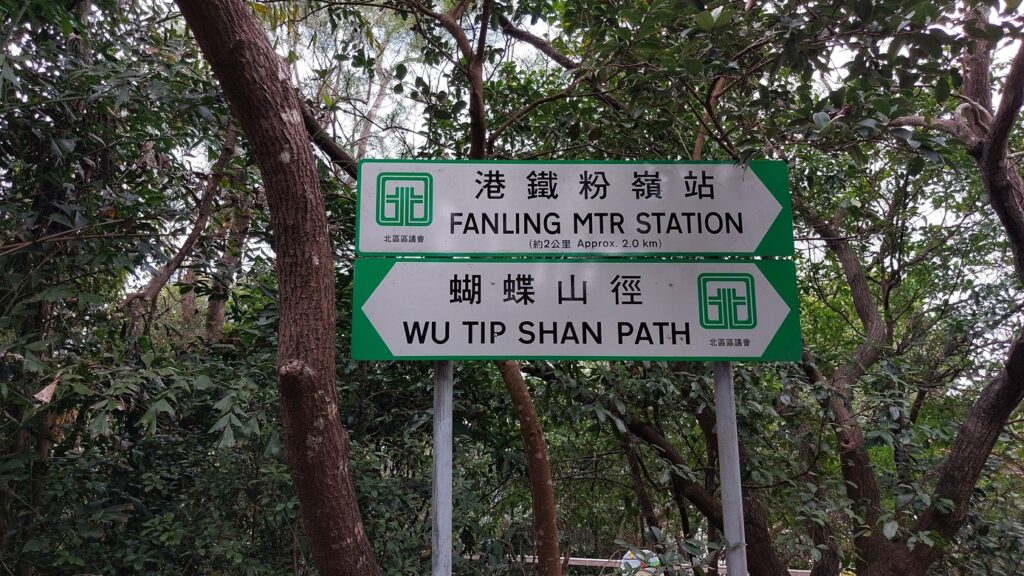 港鐵粉嶺站
FANLING MTR STATION
(約2公里 Approx. 2.0 km)
北區區議會
蝴蝶山徑
WU TIP SHAN PATH
北區區議會